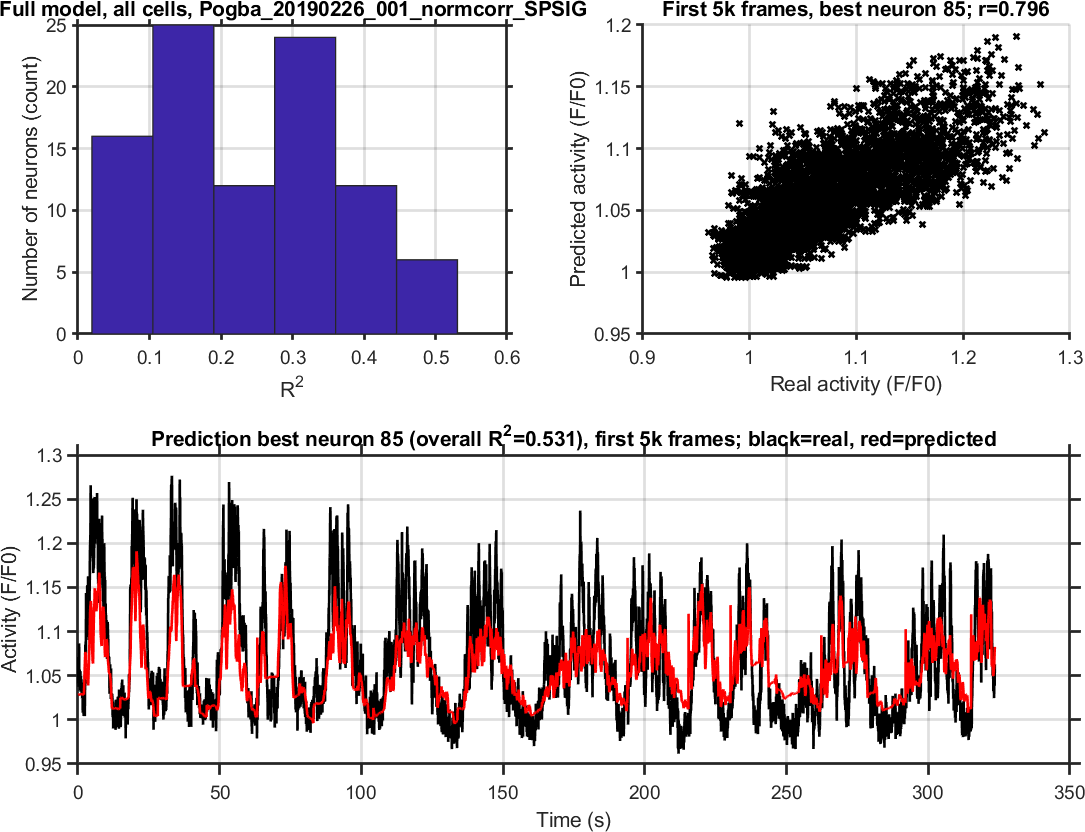 Full model, all cells, Pogba_20190226_001_normcorr_SPSIG
25
20
15
10
5
0
Number of neurons (count)
0 0.1 0.2 0.3 0.4 0.5 0.6
R²
First 5k frames, best neuron 85; r=0.796
1.2
1.15
1.1
1.05
1
0.95
Predicted activity (F/F0)
0.9 1 1.1 1.2 1.3
Real activity (F/F0)
Prediction best neuron 85 (overall R²=0.531), first 5k frames; black=real, red=predicted
1.3
1.25
1.2
1.15
1.1
1.05
1
0.95
Activity (F/F0)
0 50 100 150 200 250 300 350
Time (s)